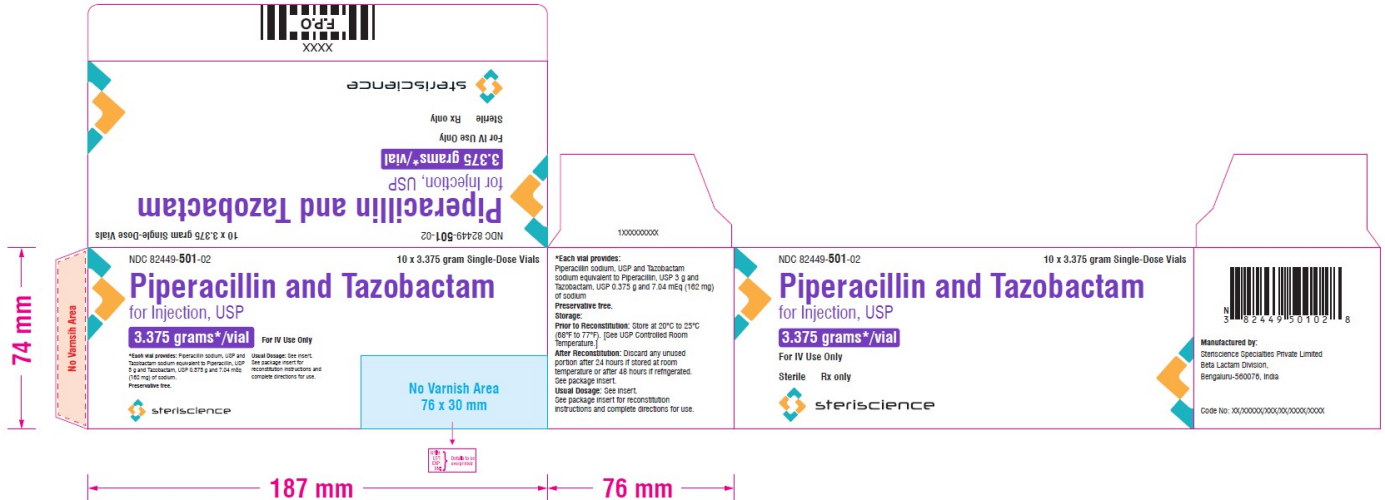 F.P.O
XXXX
steriscience
Sterile Rx only
For IV Use Only
3.375 grams*/vial
for Injection, USP
Piperacillin and Tazobactam
NDC 82449-501-02 10 x 3.375 gram Single-Dose Vials
1XXXXXXXXX
74 mm
No Varnsih Area
NDC 82449-501-02 10 x 3.375 gram Single-Dose Vials
Piperacillin and Tazobactam
for Injection, USP
3.375 grams*/vial For IV Use Only
*Each vial provides: Piperacillin sodium, USP and
Tazobactam sodium equivalent to Piperacillin, USP
3 g and Tazobactam, USP 0.375 g and 7.04 mEq
(162 mg) of sodium.
Preservative free.
Usual Dosage: See insert.
See package insert for
reconstitution instructions and
complete directions for use.
steriscience
No Varnish Area
76 x 30 mm
GTIN
LOT
EXP
Details to be
overprinted
187 mm
*Each vial provides:
Piperacillin sodium, USP and Tazobactam
sodium equivalent to Piperacillin, USP 3 g and
Tazobactam, USP 0.375 g and 7.04 mEq (162 mg)
of sodium
Preservative free.
Storage:
Prior to Reconstitution: Store at 20°C to 25°C
(68°F to 77°F). [See USP Controlled Room
Temperature.]
After Reconstitution: Discard any unused
portion after 24 hours if stored at room
temperature or after 48 hours if refrigerated.
See package insert.
Usual Dosage: See insert.
See package insert for reconstitution
instructions and complete directions for use.
76 mm
NDC 82449-501-02 10 x 3.375 gram Single-Dose Vials
Piperacillin and Tazobactam
for Injection, USP
3.375 grams*/vial
For IV Use Only
Sterile Rx only
steriscience
N
3 82449 50102 8
Manufactured by:
Steriscience Specialties Private Limited
Beta Lactam Division,
Bengaluru-560076, India
Code No: XX/XXXXX/XXX/XX/XXXX/XXXX